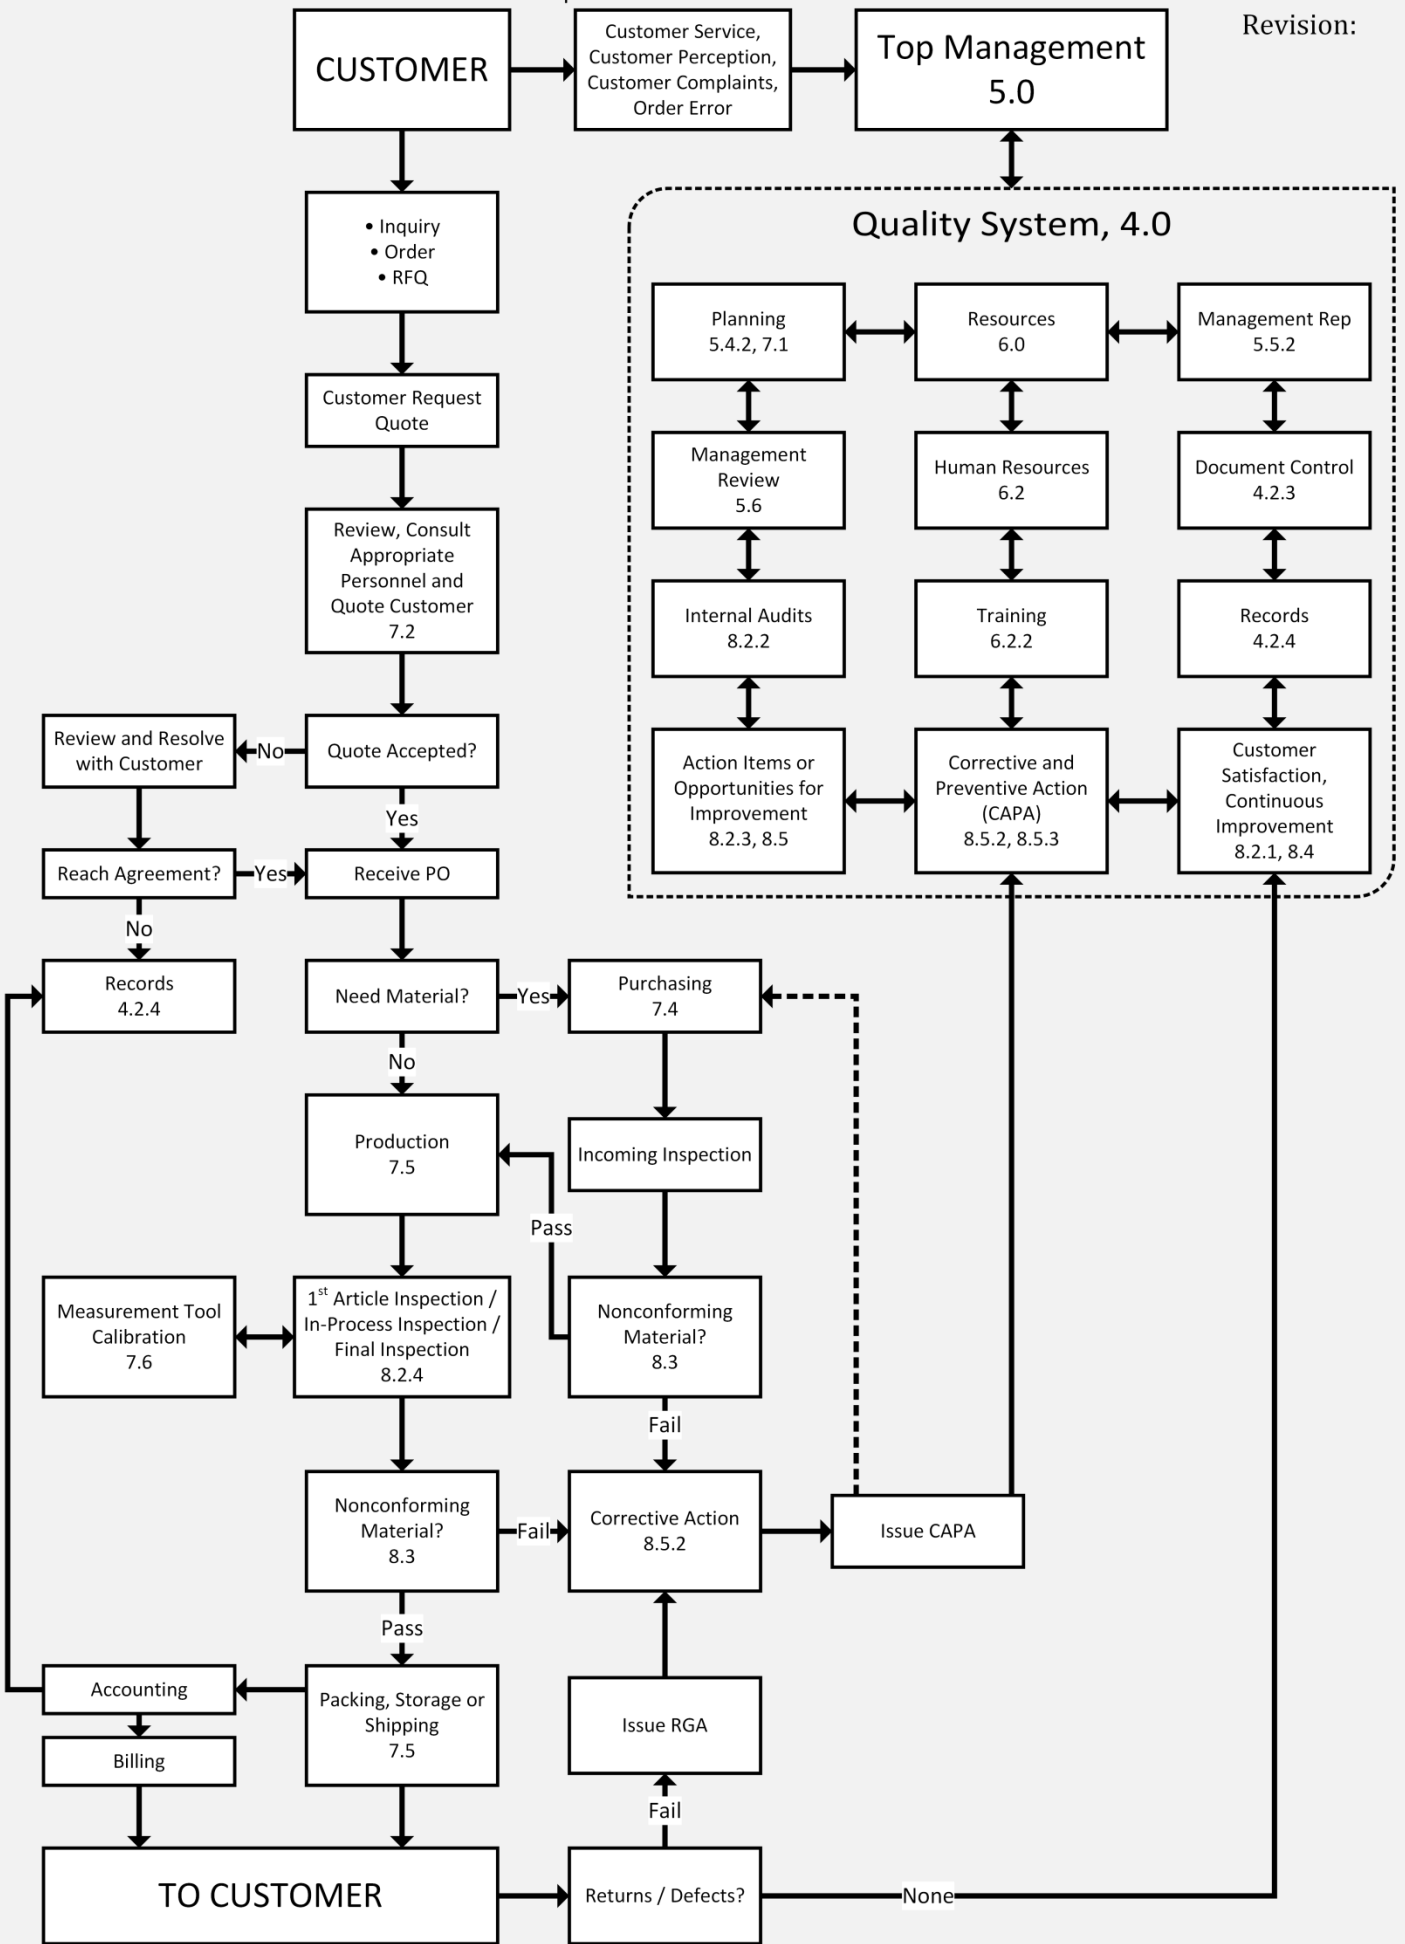 CUSTOMER
Customer Service,
Customer Perception,
Customer Complaints,
Order Error
Top Management
5.0
Revision:
• Inquiry
• Order
• RFQ
Customer Request
Quote
Review, Consult
Appropriate
Personnel and
Quote Customer
7.2
Quote Accepted?
No
Review and Resolve
with Customer
Yes
Reach Agreement?
Yes
Receive PO
No
Records
4.2.4
Need Material?
Yes
Purchasing
7.4
No
Production
7.5
Incoming Inspection
Pass
Measurement Tool
Calibration
7.6
1st Article Inspection /
In-Process Inspection /
Final Inspection
8.2.4
Nonconforming
Material?
8.3
Fail
Nonconforming
Material?
8.3
Fail
Corrective Action
8.5.2
Issue CAPA
Pass
Accounting
Packing, Storage or
Shipping
7.5
Issue RGA
Billing
Fail
TO CUSTOMER
Returns / Defects?
None
Quality System, 4.0
Planning
5.4.2, 7.1
Resources
6.0
Management Rep
5.5.2
Management
Review
5.6
Human Resources
6.2
Document Control
4.2.3
Internal Audits
8.2.2
Training
6.2.2
Records
4.2.4
Action Items or
Opportunities for
Improvement
8.2.3, 8.5
Corrective and
Preventive Action
(CAPA)
8.5.2, 8.5.3
Customer
Satisfaction,
Continuous
Improvement
8.2.1, 8.4